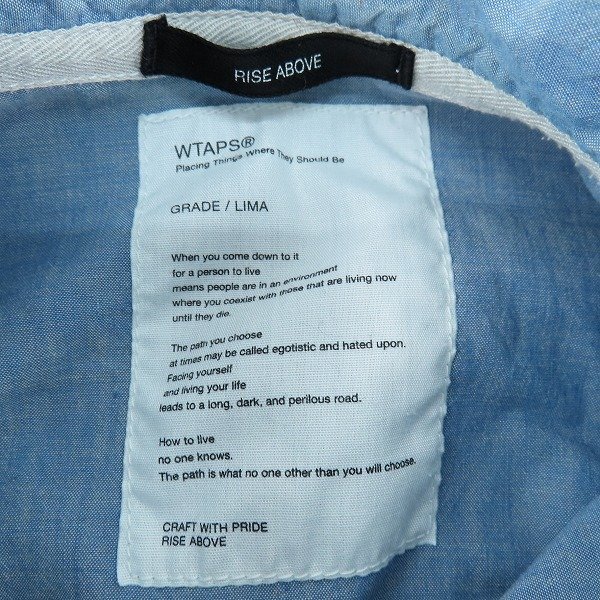 RISE ABOVE
WTAPS®
Placing Things Where They Should Be
GRADE / LIMA
When you come down to it
for a person to live
means people are in an environment
where you coexist with those that are living now
until they die.
The path you choose
at times may be called egotistic and hated upon.
Facing yourself
and living your life
leads to a long, dark, and perilous road.
How to live
no one knows.
The path is what no one other than you will choose.
CRAFT WITH PRIDE
RISE ABOVE